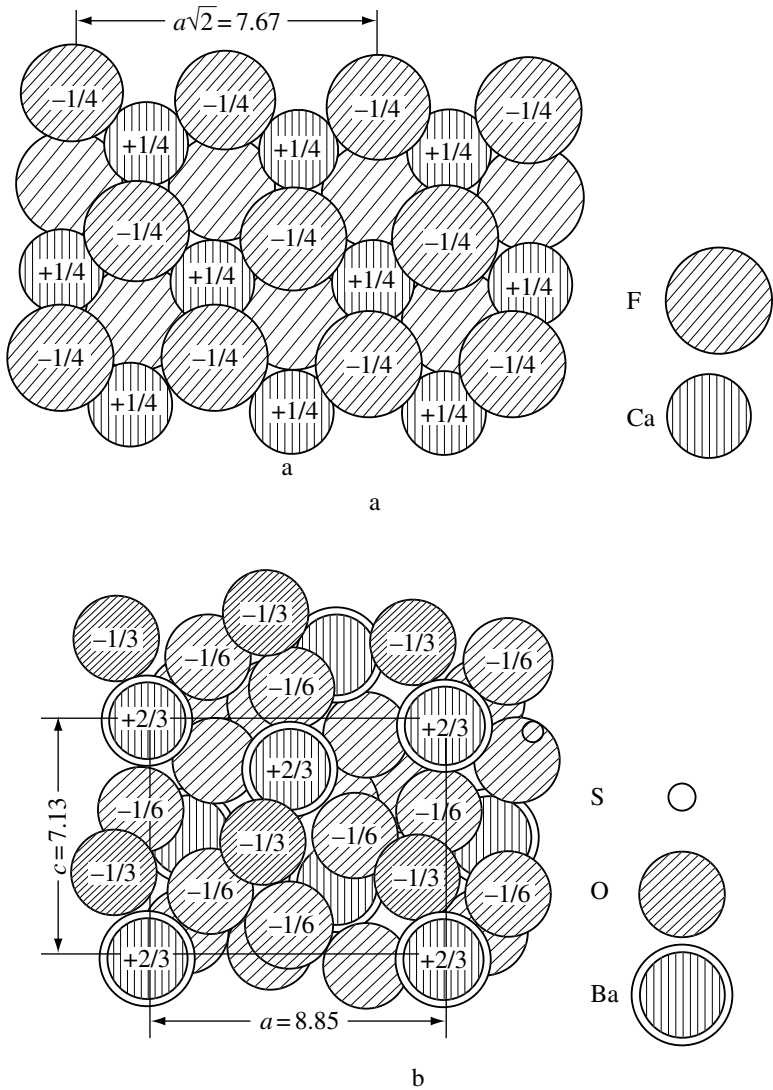 a√2 = 7.67
–1/4 –1/4 –1/4 –1/4
+1/4 +1/4 +1/4
–1/4 –1/4 –1/4
+1/4 +1/4 +1/4 +1/4
–1/4 –1/4 –1/4 –1/4
+1/4 +1/4 +1/4
F
Ca
a
a
–1/3 –1/3 –1/3
–1/6 –1/6
–1/6
+2/3 +2/3
+2/3
c = 7.13
–1/6 –1/6
–1/3 –1/6
–1/3 –1/3
–1/6 –1/6
–1/6
+2/3 +2/3
a = 8.85
S
O
Ba
b